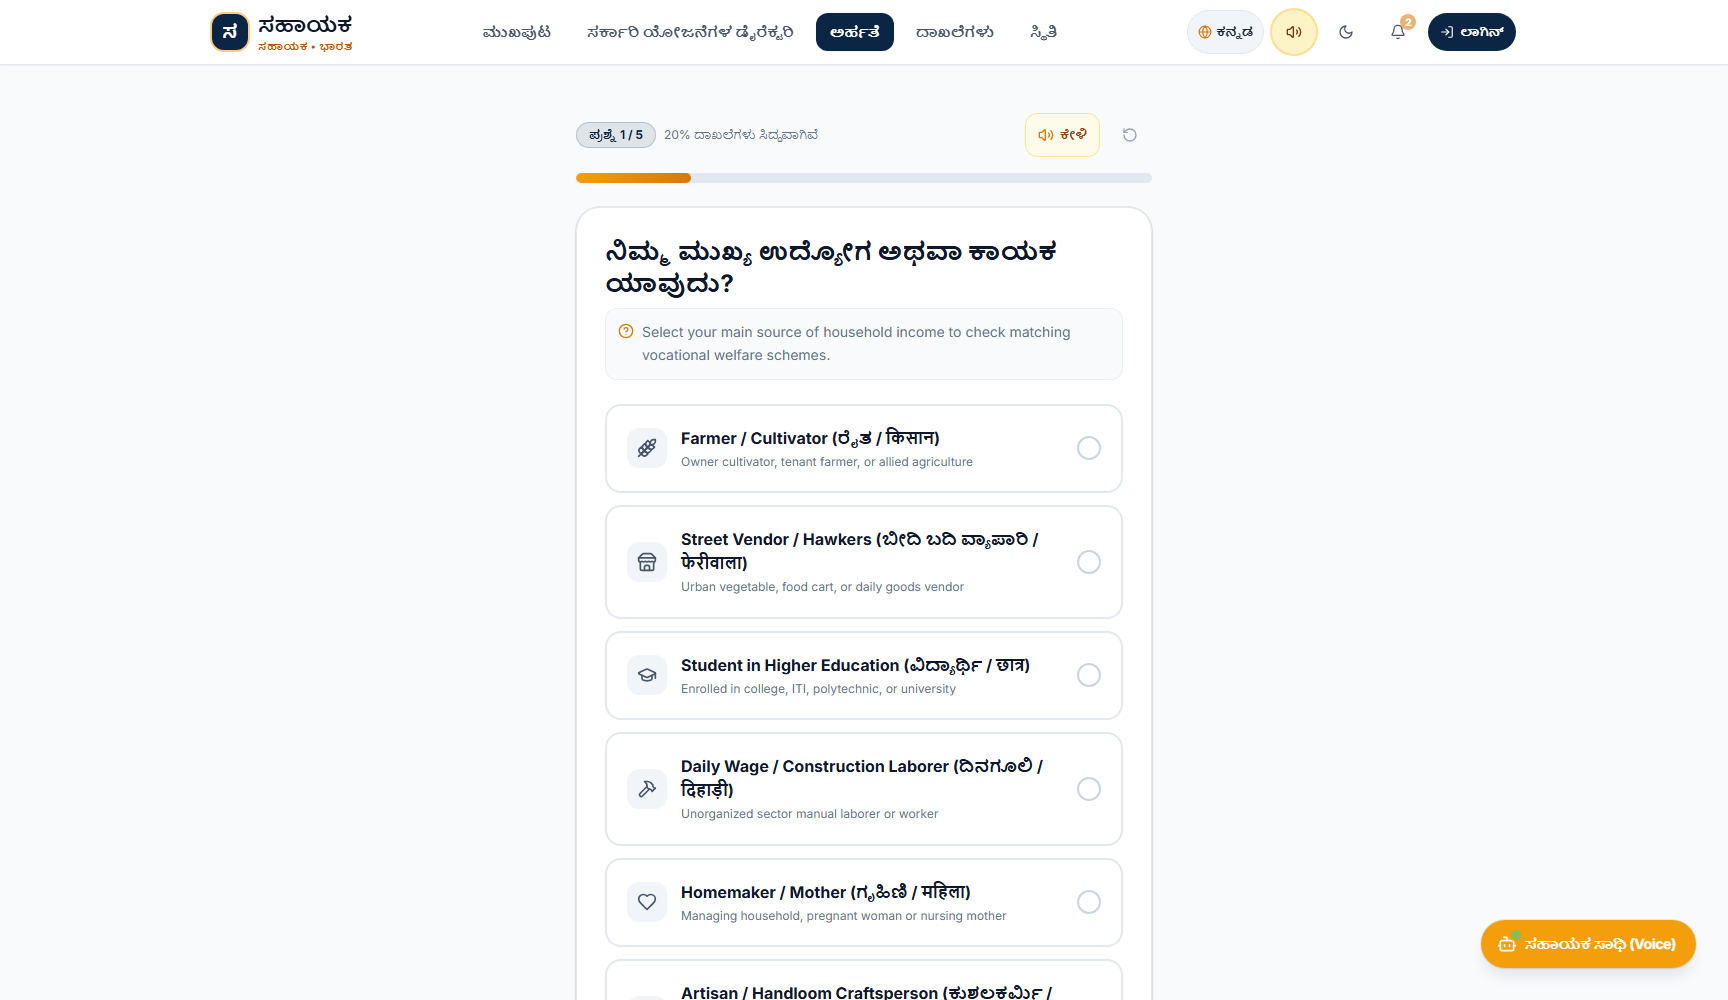 ಸ
ಸಹಾಯಕ
ಸಹಾಯಕ • ಭಾರತ
ಮುಖಪುಟ
ಸರ್ಕಾರಿ ಯೋಜನೆಗಳ ಡೈರೆಕ್ಟರಿ
ಅರ್ಹತೆ
ದಾಖಲೆಗಳು
ಸ್ಥಿತಿ
ಕನ್ನಡ
2
ಲಾಗಿನ್
ಪ್ರಶ್ನೆ 1 / 5
20% ದಾಖಲೆಗಳು ಸಿದ್ಧವಾಗಿವೆ
ಕೇಳಿ
ನಿಮ್ಮ ಮುಖ್ಯ ಉದ್ಯೋಗ ಅಥವಾ ಕಾಯಕ
ಯಾವುದು?
Select your main source of household income to check matching
vocational welfare schemes.
Farmer / Cultivator (ರೈತ / किसान)
Owner cultivator, tenant farmer, or allied agriculture
Street Vendor / Hawkers (ಬೀದಿ ಬದಿ ವ್ಯಾಪಾರಿ /
फेरीवाला)
Urban vegetable, food cart, or daily goods vendor
Student in Higher Education (ವಿದ್ಯಾರ್ಥಿ / छात्र)
Enrolled in college, ITI, polytechnic, or university
Daily Wage / Construction Laborer (ದಿನಗೂಲಿ /
दिहाड़ी)
Unorganized sector manual laborer or worker
Homemaker / Mother (ಗೃಹಿಣಿ / महिला)
Managing household, pregnant woman or nursing mother
Artisan / Handloom Craftsperson (ಕುಶಲಕರ್ಮಿ /
ಸಹಾಯಕ ಸಾಥಿ (Voice)